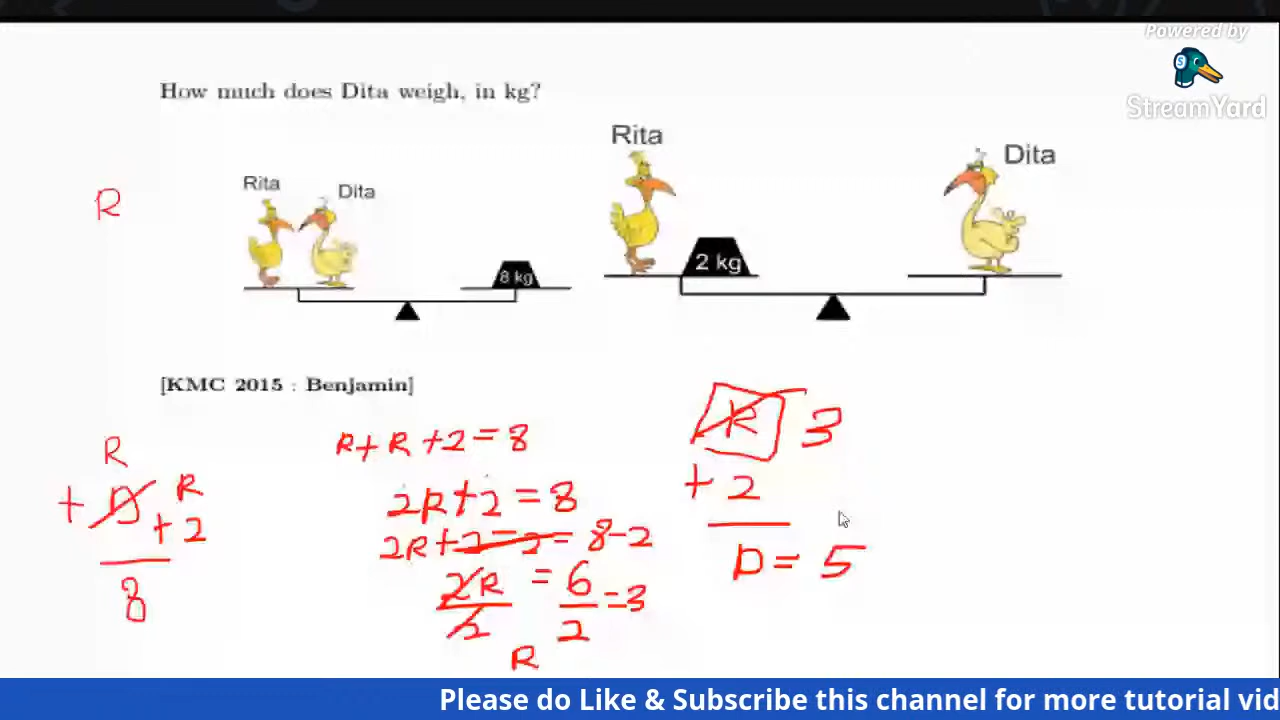 Powered by
StreamYard
How much does Dita weigh, in kg?
Rita
Dita
8 kg
Rita
2 kg
Dita
R
[KMC 2015 : Benjamin]
R
+ D R
+ 2
8
R + R + 2 = 8
2R + 2 = 8
2R + 2 - 2 = 8 - 2
2R = 6 = 3
2 2
R
R 3
+ 2
D = 5
Please do Like & Subscribe this channel for more tutorial vid